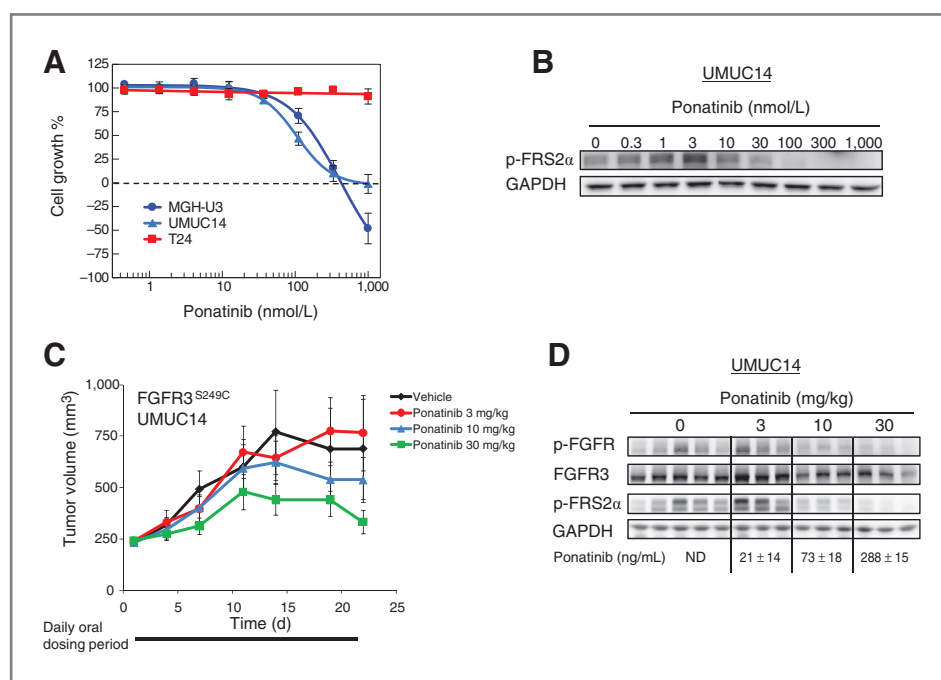 A
125
100
75
50
25
0
−25
−50
−75
−100
Cell growth %
MGH-U3
UMUC14
T24
1 10 100 1,000
Ponatinib (nmol/L)
B
UMUC14
Ponatinib (nmol/L)
0 0.3 1 3 10 30 100 300 1,000
p-FRS2α
GAPDH
C
1,000
750
500
250
0
Tumor volume (mm³)
FGFR3 S249C
UMUC14
Vehicle
Ponatinib 3 mg/kg
Ponatinib 10 mg/kg
Ponatinib 30 mg/kg
0 5 10 15 20 25
Time (d)
Daily oral
dosing period
D
UMUC14
Ponatinib (mg/kg)
0 3 10 30
p-FGFR
FGFR3
p-FRS2α
GAPDH
Ponatinib (ng/mL) ND 21 ± 14 73 ± 18 288 ± 15